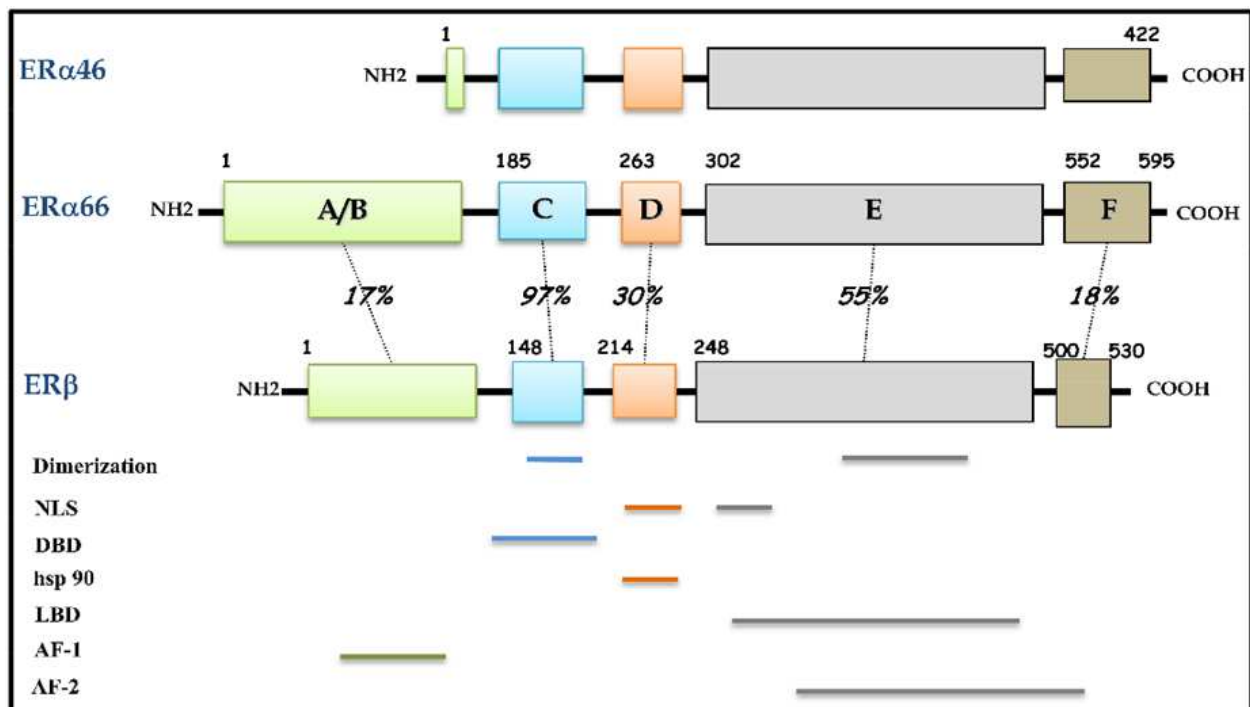 1 422
ERα46 NH2 COOH
1 185 263 302 552 595
ERα66 NH2 A/B C D E F COOH
17% 97% 30% 55% 18%
1 148 214 248 500 530
ERβ NH2 COOH
Dimerization
NLS
DBD
hsp 90
LBD
AF-1
AF-2